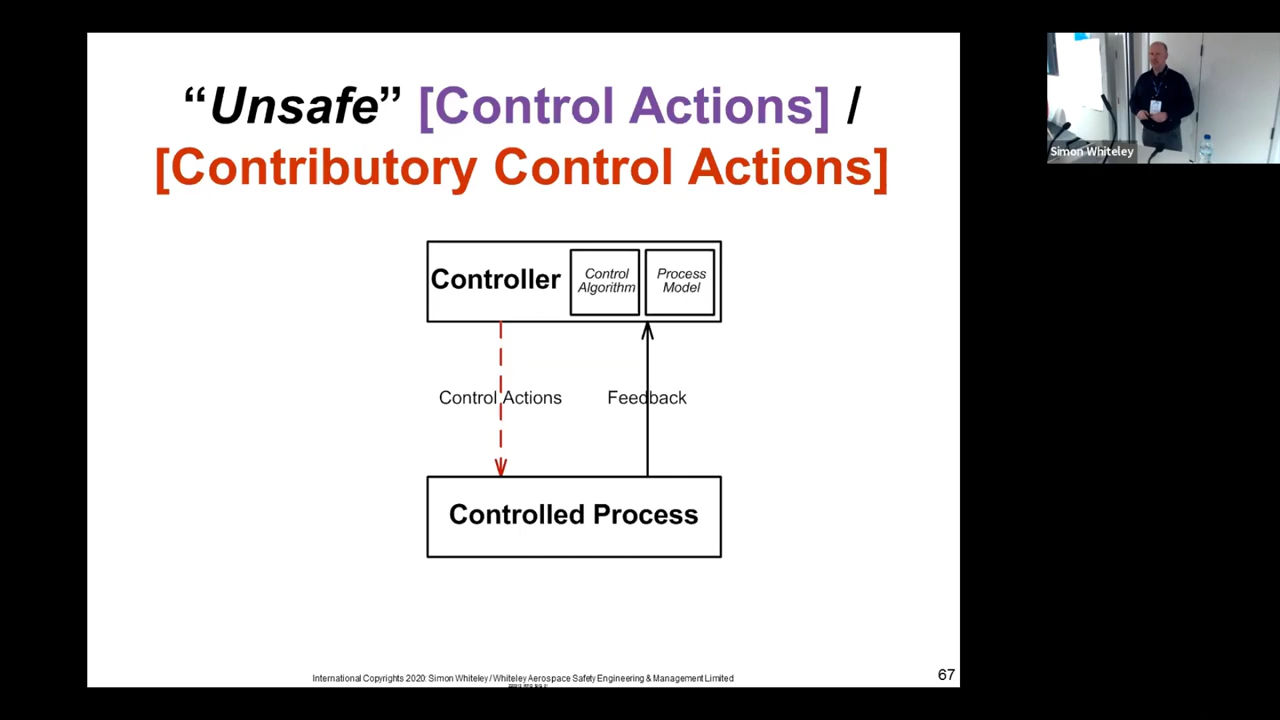 “Unsafe” [Control Actions] /
[Contributory Control Actions]
Controller
Control
Algorithm
Process
Model
Control Actions
Feedback
Controlled Process
International Copyrights 2020: Simon Whiteley / Whiteley Aerospace Safety Engineering & Management Limited
67
Simon Whiteley